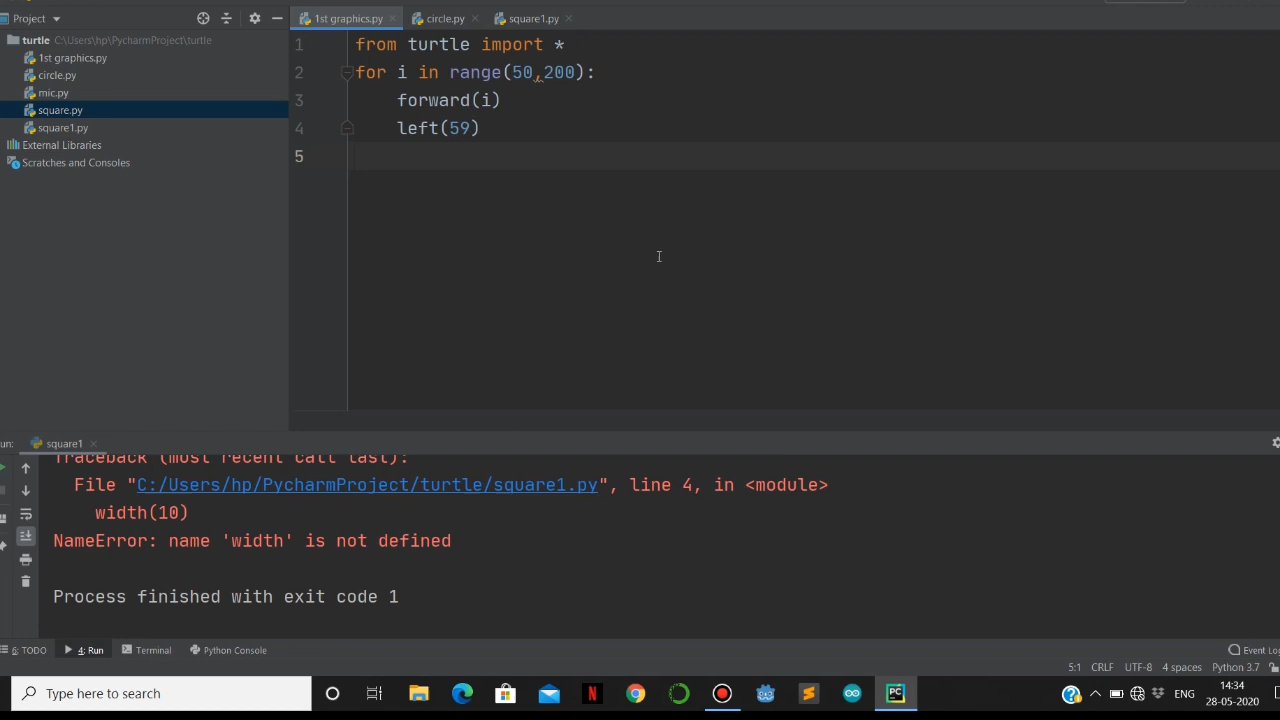 Project
1st graphics.py
circle.py
square1.py
turtle C:\Users\hp\PycharmProject\turtle
1st graphics.py
circle.py
mic.py
square.py
square1.py
External Libraries
Scratches and Consoles
1 from turtle import *
2 for i in range(50,200):
3 forward(i)
4 left(59)
5
un: square1
Traceback (most recent call last):
File "C:/Users/hp/PycharmProject/turtle/square1.py", line 4, in <module>
width(10)
NameError: name 'width' is not defined
Process finished with exit code 1
6: TODO 4: Run Terminal Python Console Event Log
5:1 CRLF UTF-8 4 spaces Python 3.7
Type here to search
N
PC
?
ENG
14:34
28-05-2020